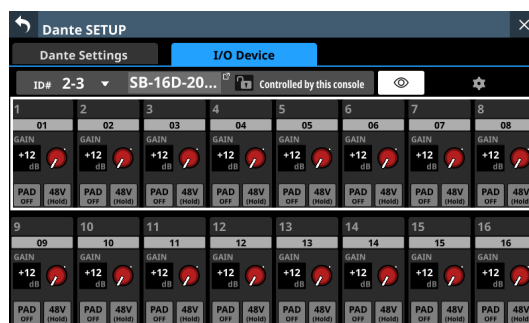 Dante SETUP
Dante Settings I/O Device
ID# 2-3 SB-16D-20... Controlled by this console
1 2 3 4 5 6 7 8
01 02 03 04 05 06 07 08
GAIN GAIN GAIN GAIN GAIN GAIN GAIN GAIN
+12 +12 +12 +12 +12 +12 +12 +12
dB dB dB dB dB dB dB dB
PAD 48V PAD 48V PAD 48V PAD 48V PAD 48V PAD 48V PAD 48V PAD 48V
OFF (Hold) OFF (Hold) OFF (Hold) OFF (Hold) OFF (Hold) OFF (Hold) OFF (Hold) OFF (Hold)
9 10 11 12 13 14 15 16
09 10 11 12 13 14 15 16
GAIN GAIN GAIN GAIN GAIN GAIN GAIN GAIN
+12 +12 +12 +12 +12 +12 +12 +12
dB dB dB dB dB dB dB dB
PAD 48V PAD 48V PAD 48V PAD 48V PAD 48V PAD 48V PAD 48V PAD 48V
OFF (Hold) OFF (Hold) OFF (Hold) OFF (Hold) OFF (Hold) OFF (Hold) OFF (Hold) OFF (Hold)